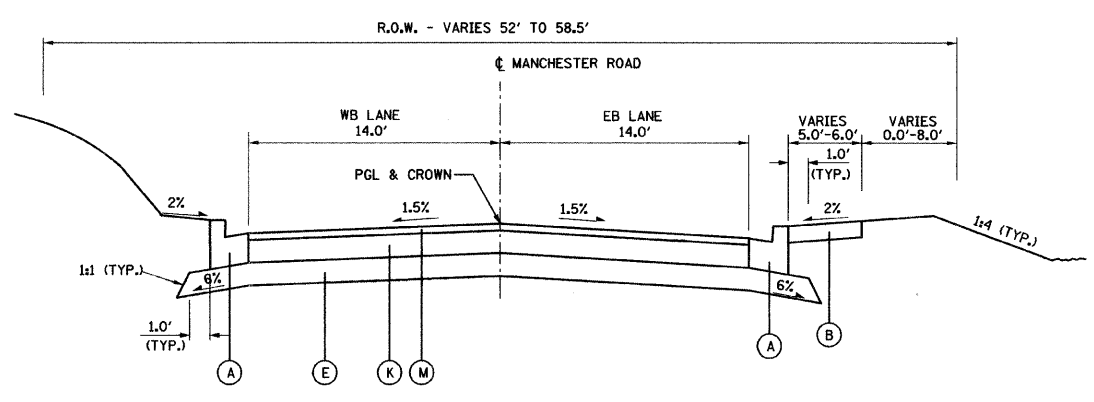 R.O.W. - VARIES 52' TO 58.5'
℄ MANCHESTER ROAD
WB LANE
14.0'
EB LANE
14.0'
VARIES
5.0'-6.0'
VARIES
0.0'-8.0'
1.0'
(TYP.)
PGL & CROWN
2%
1.5%
1.5%
2%
1:4 (TYP.)
1:1 (TYP.)
6%
6%
1.0'
(TYP.)
A
E
K
M
A
B